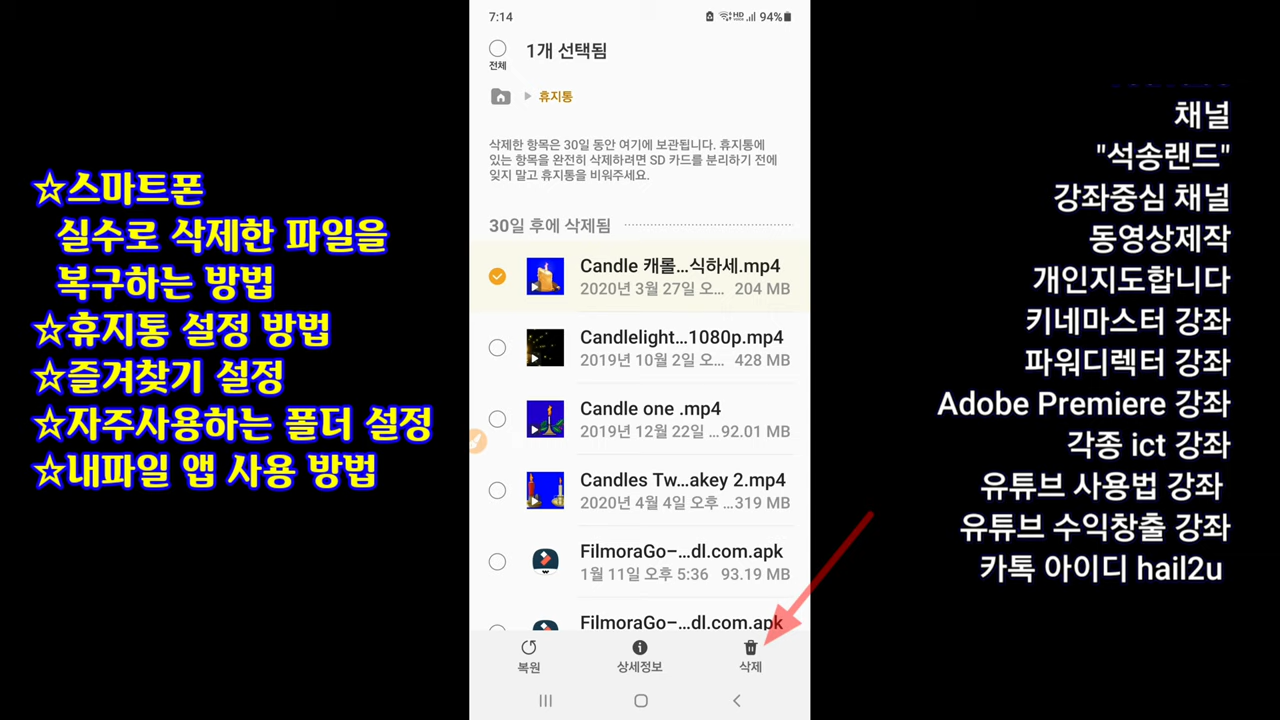 ☆스마트폰
실수로 삭제한 파일을
복구하는 방법
☆휴지통 설정 방법
☆즐겨찾기 설정
☆자주사용하는 폴더 설정
☆내파일 앱 사용 방법
7:14
94%
전체
1개 선택됨
휴지통
삭제한 항목은 30일 동안 여기에 보관됩니다. 휴지통에
있는 항목을 완전히 삭제하려면 SD 카드를 분리하기 전에
잊지 말고 휴지통을 비워주세요.
30일 후에 삭제됨
Candle 캐롤...식하세.mp4
2020년 3월 27일 오... 204 MB
Candlelight...1080p.mp4
2019년 10월 2일 오... 428 MB
Candle one .mp4
2019년 12월 22일 ...92.01 MB
Candles Tw...akey 2.mp4
2020년 4월 4일 오후 ...319 MB
FilmoraGo–...dl.com.apk
1월 11일 오후 5:36 93.19 MB
FilmoraGo–...dl.com.apk
복원
상세정보
삭제
채널
"석송랜드"
강좌중심 채널
동영상제작
개인지도합니다
키네마스터 강좌
파워디렉터 강좌
Adobe Premiere 강좌
각종 ict 강좌
유튜브 사용법 강좌
유튜브 수익창출 강좌
카톡 아이디 hail2u